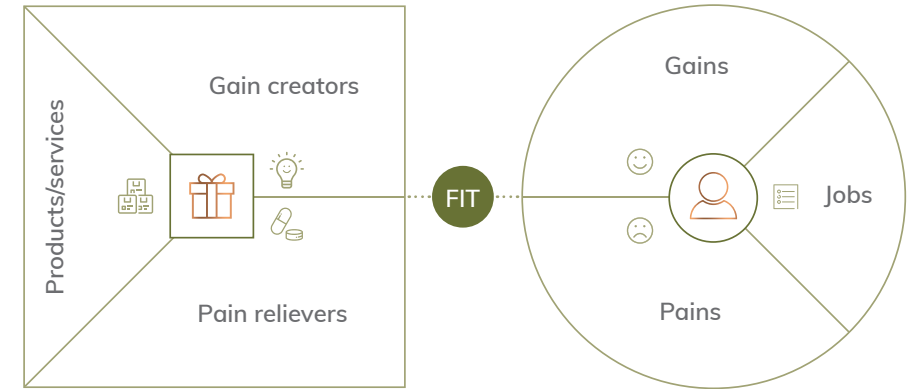 Products/services
Gain creators
Pain relievers
FIT
Gains
Jobs
Pains